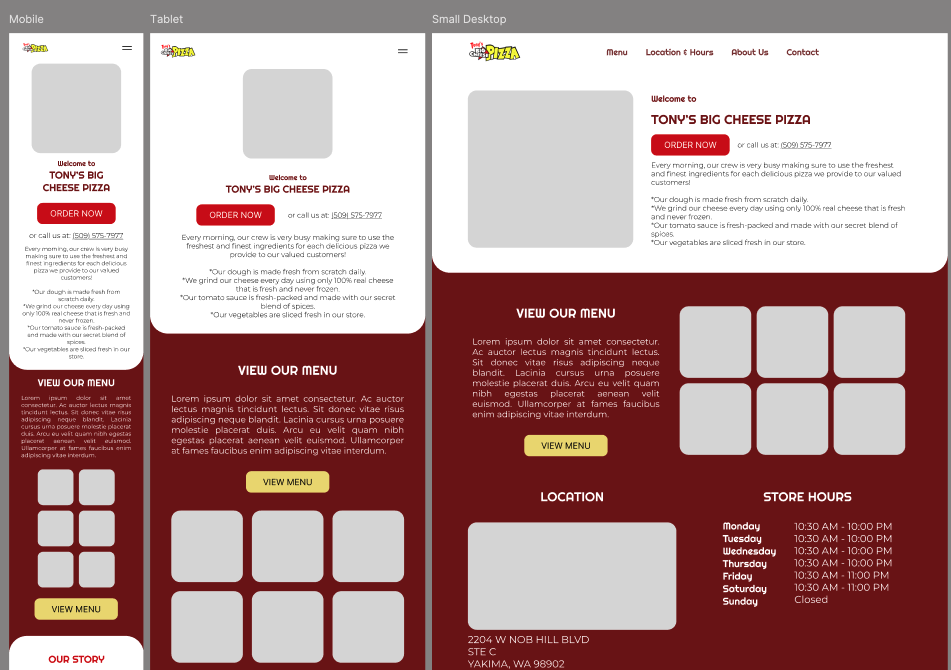 Mobile
Tony's
BIG CHEESE
PIZZA
Welcome to
TONY'S BIG
CHEESE PIZZA
ORDER NOW
or call us at: (509) 575-7977
Every morning, our crew is very busy
making sure to use the freshest and
finest ingredients for each delicious
pizza we provide to our valued
customers!
*Our dough is made fresh from
scratch daily.
*We grind our cheese every day using
only 100% real cheese that is fresh and
never frozen.
*Our tomato sauce is fresh-packed
and made with our secret blend of
spices.
*Our vegetables are sliced fresh in our
store.
VIEW OUR MENU
Lorem ipsum dolor sit amet
consectetur. Ac auctor lectus magnis
tincidunt lectus. Sit donec vitae risus
adipiscing neque blandit. Lacinia
cursus urna posuere molestie placerat
duis. Arcu eu velit quam nibh egestas
placerat aenean velit euismod.
Ullamcorper at fames faucibus enim
adipiscing vitae interdum.
VIEW MENU
OUR STORY
Tablet
Tony's
BIG CHEESE
PIZZA
Welcome to
TONY'S BIG CHEESE PIZZA
ORDER NOW
or call us at: (509) 575-7977
Every morning, our crew is very busy making sure to use the
freshest and finest ingredients for each delicious pizza we
provide to our valued customers!
*Our dough is made fresh from scratch daily.
*We grind our cheese every day using only 100% real cheese
that is fresh and never frozen.
*Our tomato sauce is fresh-packed and made with our secret
blend of spices.
*Our vegetables are sliced fresh in our store.
VIEW OUR MENU
Lorem ipsum dolor sit amet consectetur. Ac auctor
lectus magnis tincidunt lectus. Sit donec vitae risus
adipiscing neque blandit. Lacinia cursus urna posuere
molestie placerat duis. Arcu eu velit quam nibh
egestas placerat aenean velit euismod. Ullamcorper
at fames faucibus enim adipiscing vitae interdum.
VIEW MENU
Small Desktop
Tony's
BIG CHEESE
PIZZA
Menu
Location & Hours
About Us
Contact
Welcome to
TONY'S BIG CHEESE PIZZA
ORDER NOW
or call us at: (509) 575-7977
Every morning, our crew is very busy making sure to use the freshest
and finest ingredients for each delicious pizza we provide to our valued
customers!
*Our dough is made fresh from scratch daily.
*We grind our cheese every day using only 100% real cheese that is fresh
and never frozen.
*Our tomato sauce is fresh-packed and made with our secret blend of
spices.
*Our vegetables are sliced fresh in our store.
VIEW OUR MENU
Lorem ipsum dolor sit amet consectetur.
Ac auctor lectus magnis tincidunt lectus.
Sit donec vitae risus adipiscing neque
blandit. Lacinia cursus urna posuere
molestie placerat duis. Arcu eu velit quam
nibh egestas placerat aenean velit
euismod. Ullamcorper at fames faucibus
enim adipiscing vitae interdum.
VIEW MENU
LOCATION
2204 W NOB HILL BLVD
STE C
YAKIMA, WA 98902
STORE HOURS
Monday 10:30 AM - 10:00 PM
Tuesday 10:30 AM - 10:00 PM
Wednesday 10:30 AM - 10:00 PM
Thursday 10:30 AM - 10:00 PM
Friday 10:30 AM - 11:00 PM
Saturday 10:30 AM - 11:00 PM
Sunday Closed